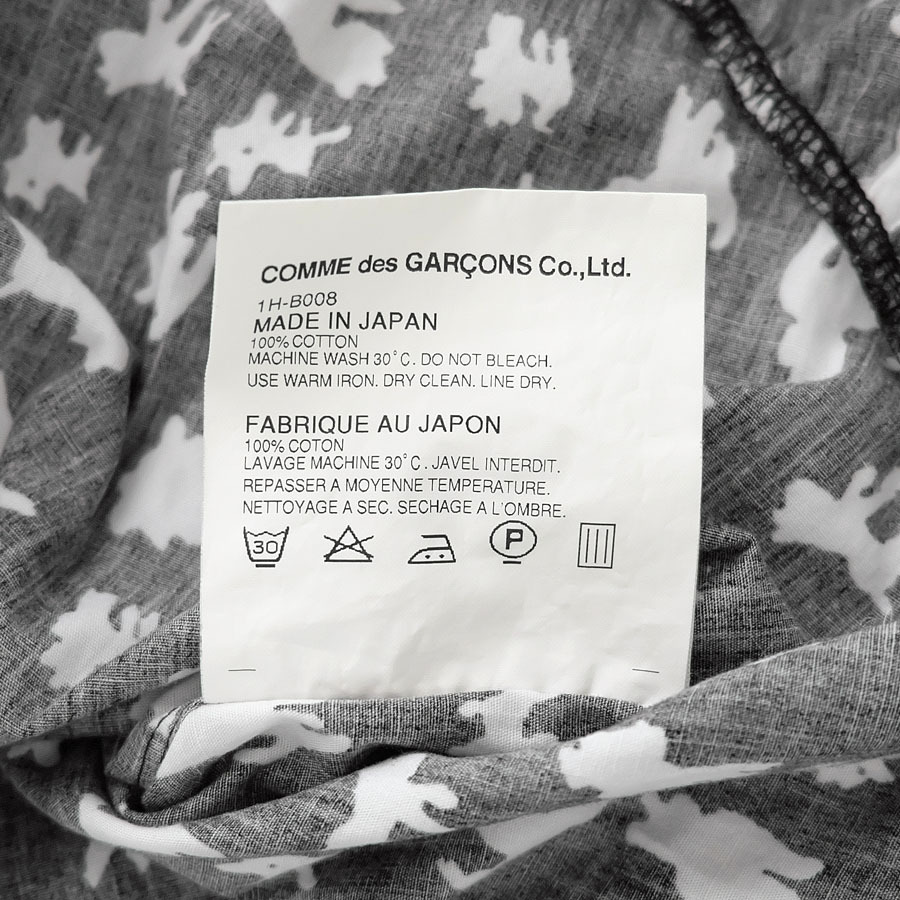 COMME des GARÇONS Co.,Ltd.
1H-B008
MADE IN JAPAN
100% COTTON
MACHINE WASH 30°C. DO NOT BLEACH.
USE WARM IRON. DRY CLEAN. LINE DRY.
FABRIQUE AU JAPON
100% COTON
LAVAGE MACHINE 30°C. JAVEL INTERDIT.
REPASSER A MOYENNE TEMPERATURE.
NETTOYAGE A SEC. SECHAGE A L'OMBRE.
30 P